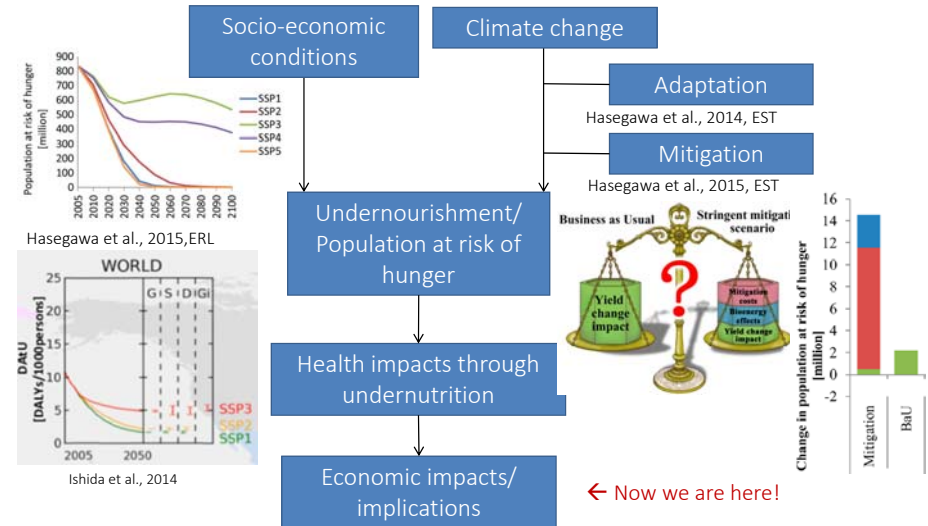 Socio-economic
conditions
Climate change
Adaptation
Hasegawa et al., 2014, EST
Mitigation
Hasegawa et al., 2015, EST
Population at risk of hunger
[million]
900
800
700
600
500
400
300
200
100
0
2005
2010
2020
2030
2040
2050
2060
2070
2080
2090
2100
SSP1
SSP2
SSP3
SSP4
SSP5
Hasegawa et al., 2015,ERL
Undernourishment/
Population at risk of
hunger
Business as Usual
Stringent mitigati
scenario
?
Yield
change
impact
Mitigation
costs
Bioenergy
effects
Yield change
impact
Change in population at risk of hunger
[million]
16
14
12
10
8
6
4
2
0
-2
Mitigation
BaU
WORLD
DAtU
[DALYs/1000persons]
25
20
15
10
5
0
G S D Gi
SSP3
SSP2
SSP1
2005 2050
Ishida et al., 2014
Health impacts through
undernutrition
Economic impacts/
implications
← Now we are here!